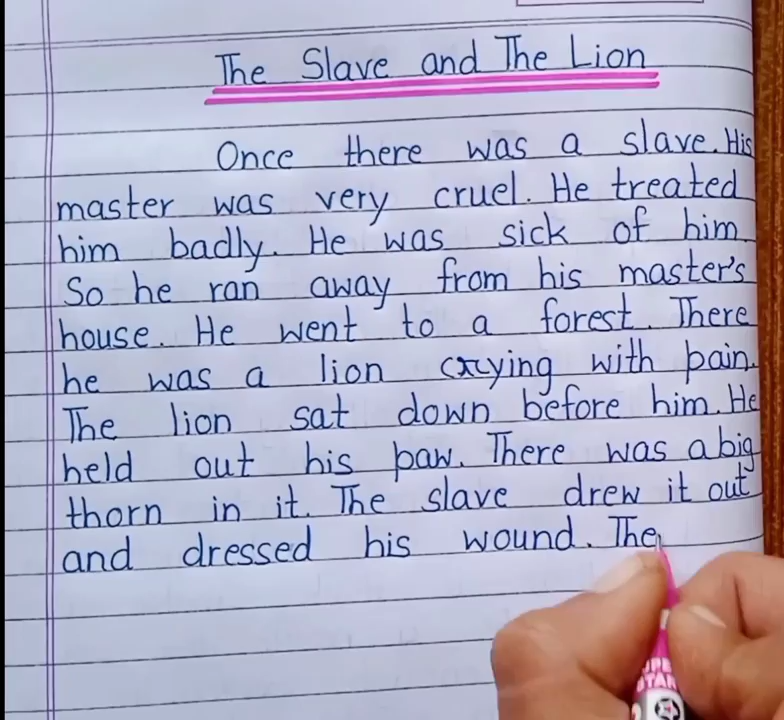 The Slave and The Lion
Once there was a slave. His
master was very cruel. He treated
him badly. He was sick of him.
So he ran away from his master's
house. He went to a forest. There
he was a lion crying with pain.
The lion sat down before him. He
held out his paw. There was a big
thorn in it. The slave drew it out
and dressed his wound. The
STAR